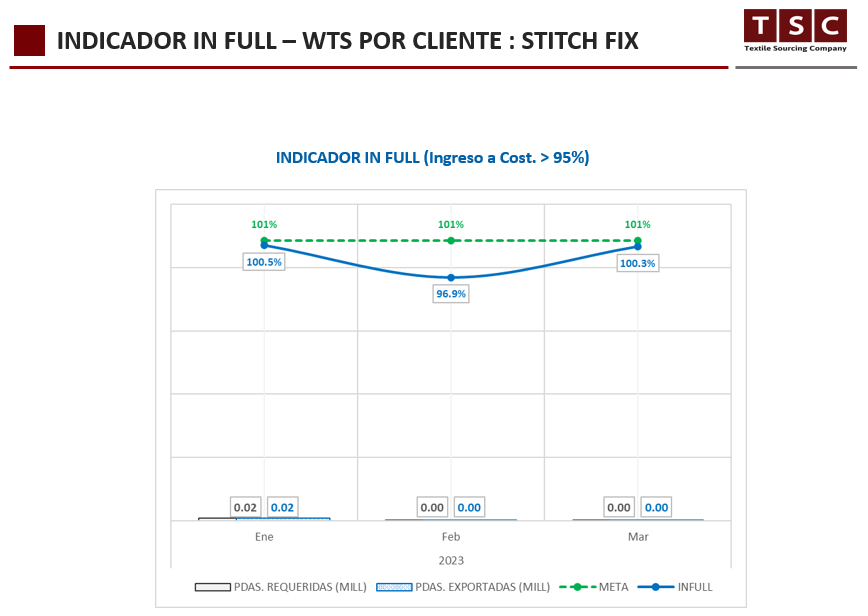 INDICADOR IN FULL – WTS POR CLIENTE : STITCH FIX
TSC
Textile Sourcing Company
INDICADOR IN FULL (Ingreso a Cost. > 95%)
101% 101% 101%
100.5% 96.9% 100.3%
0.02 0.02 0.00 0.00 0.00 0.00
Ene Feb Mar
2023
PDAS. REQUERIDAS (MILL) PDAS. EXPORTADAS (MILL) META INFULL